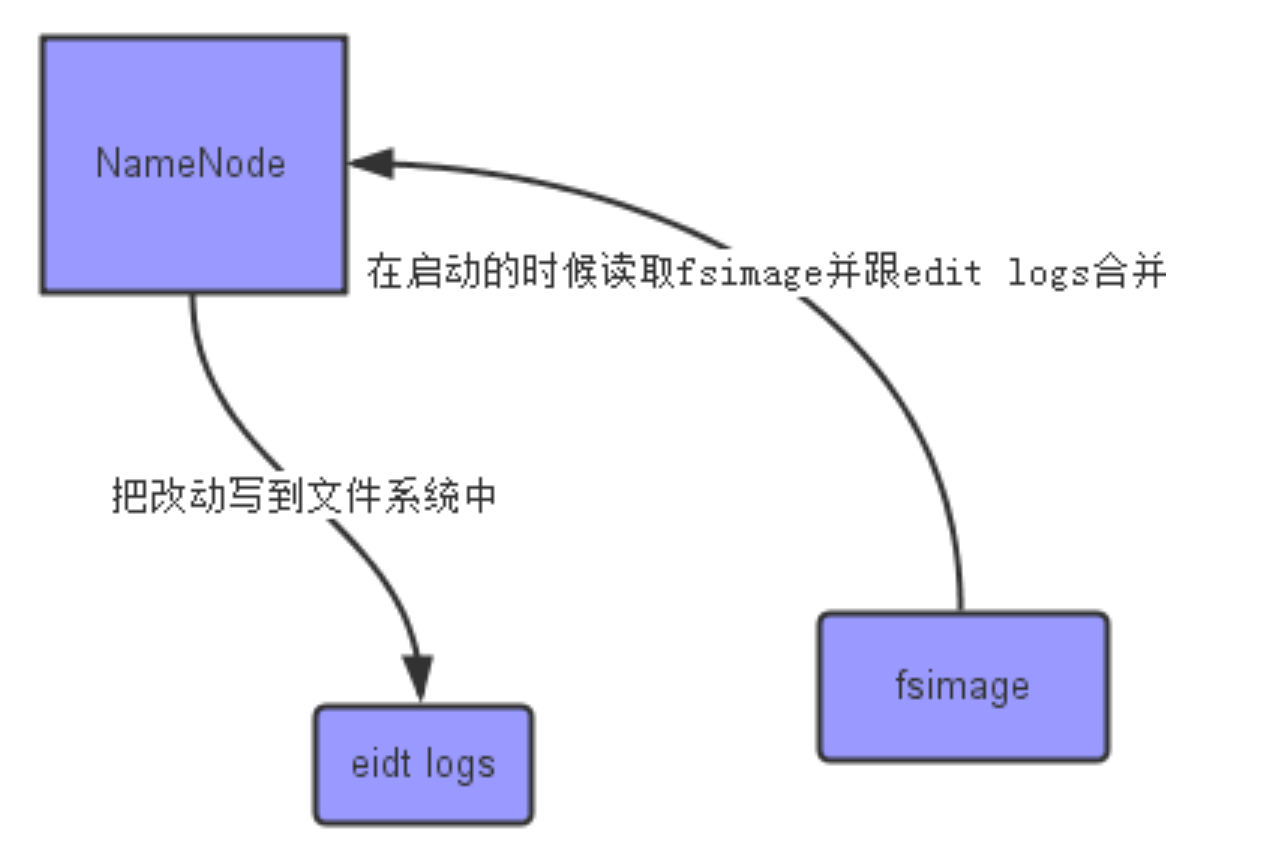 NameNode
在启动的时候读取fsimage并跟edit logs合并
把改动写到文件系统中
fsimage
eidt logs